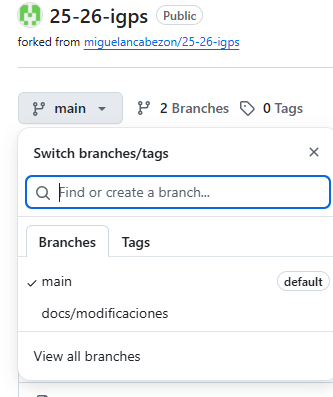 25-26-igps Public
forked from miguelancabezon/25-26-igps
main 2 Branches 0 Tags
Switch branches/tags
Find or create a branch...
Branches Tags
main default
docs/modificaciones
View all branches